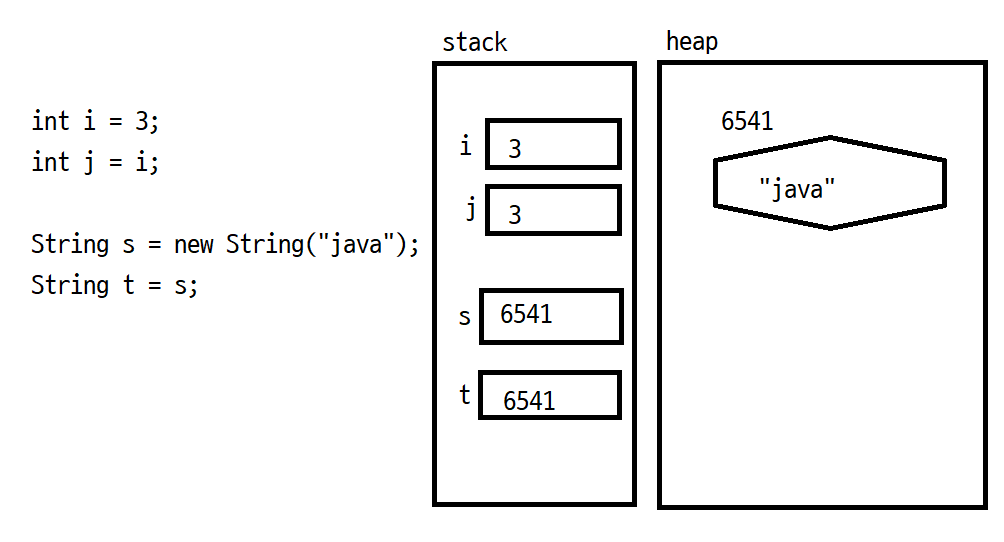 int i = 3;
int j = i;
String s = new String("java");
String t = s;
stack
i 3
j 3
s 6541
t 6541
heap
6541
"java"